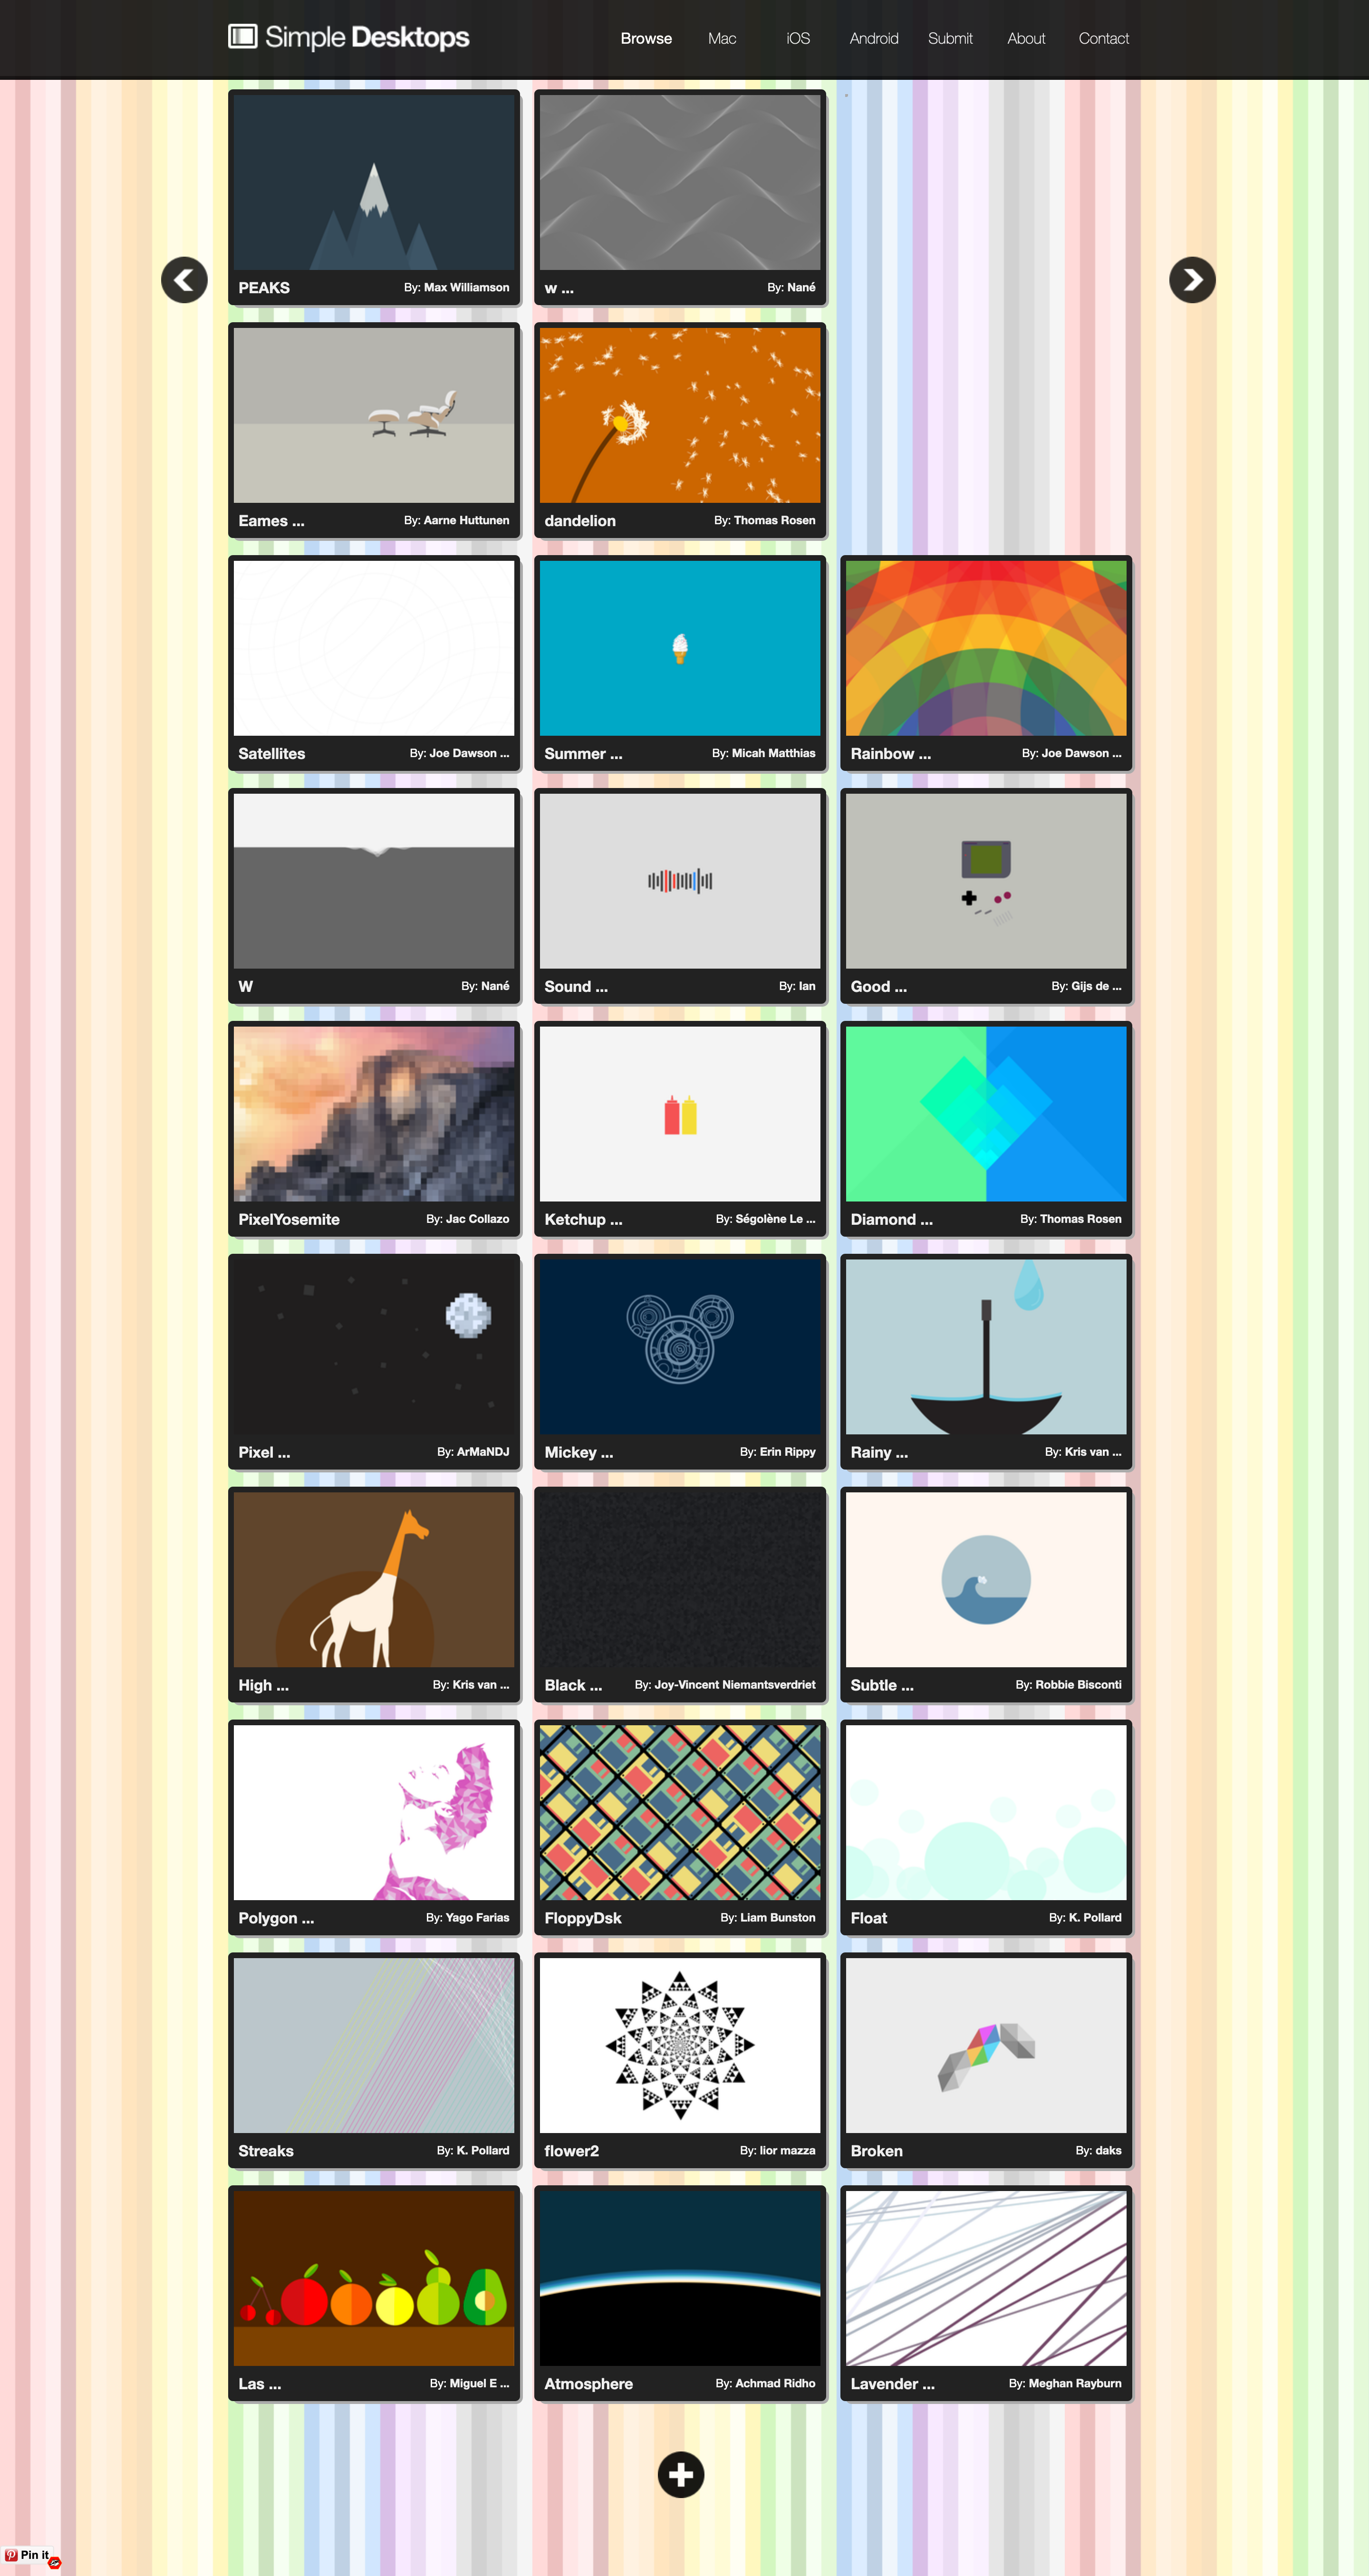 Simple Desktops
Browse Mac iOS Android Submit About Contact
PEAKS By: Max Williamson
w ... By: Nané
Eames ... By: Aarne Huttunen
dandelion By: Thomas Rosen
Satellites By: Joe Dawson ...
Summer ... By: Micah Matthias
Rainbow ... By: Joe Dawson ...
W By: Nané
Sound ... By: Ian
Good ... By: Gijs de ...
PixelYosemite By: Jac Collazo
Ketchup ... By: Ségolène Le ...
Diamond ... By: Thomas Rosen
Pixel ... By: ArMaNDJ
Mickey ... By: Erin Rippy
Rainy ... By: Kris van ...
High ... By: Kris van ...
Black ... By: Joy-Vincent Niemantsverdriet
Subtle ... By: Robbie Bisconti
Polygon ... By: Yago Farias
FloppyDsk By: Liam Bunston
Float By: K. Pollard
Streaks By: K. Pollard
flower2 By: lior mazza
Broken By: daks
Las ... By: Miguel E ...
Atmosphere By: Achmad Ridho
Lavender ... By: Meghan Rayburn
Pin it